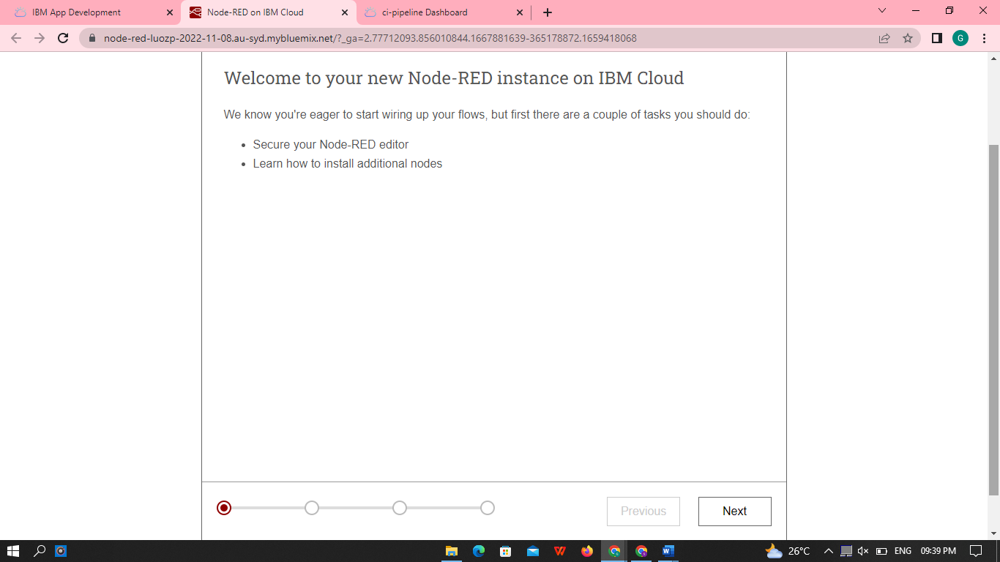 IBM App Development
Node-RED on IBM Cloud
ci-pipeline Dashboard
node-red-luozp-2022-11-08.au-syd.mybluemix.net/?_ga=2.77712093.856010844.1667881639-365178872.1659418068
G
Welcome to your new Node-RED instance on IBM Cloud
We know you're eager to start wiring up your flows, but first there are a couple of tasks you should do:
• Secure your Node-RED editor
• Learn how to install additional nodes
Previous
Next
26°C
ENG
09:39 PM